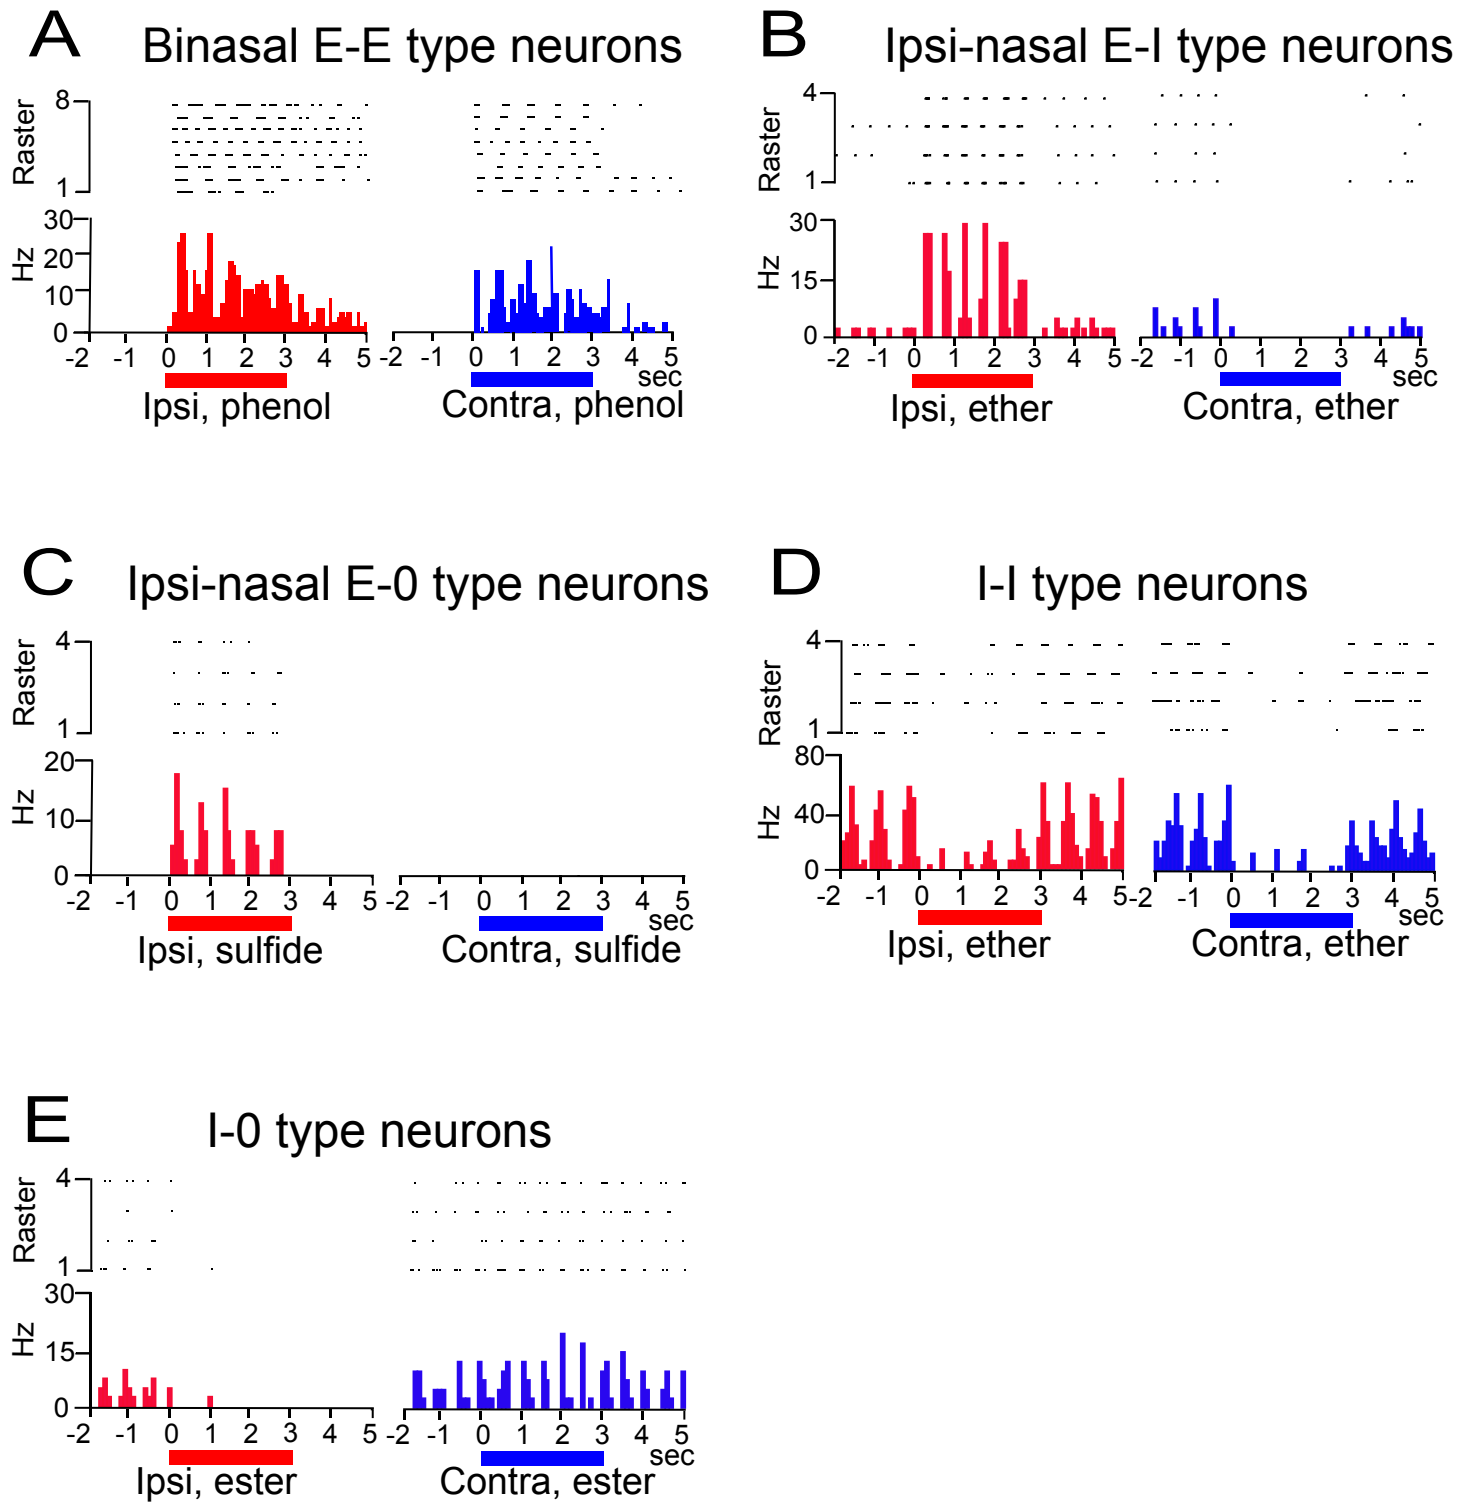 A Binasal E-E type neurons
Raster
8
1
Hz
30
20
10
0
-2 -1 0 1 2 3 4 5
-2 -1 0 1 2 3 4 5
sec
Ipsi, phenol
Contra, phenol
B Ipsi-nasal E-I type neurons
Raster
4
1
Hz
30
15
0
-2 -1 0 1 2 3 4 5
-2 -1 0 1 2 3 4 5
sec
Ipsi, ether
Contra, ether
C Ipsi-nasal E-0 type neurons
Raster
4
1
Hz
20
10
0
-2 -1 0 1 2 3 4 5
-2 -1 0 1 2 3 4 5
sec
Ipsi, sulfide
Contra, sulfide
D I-I type neurons
Raster
4
1
Hz
80
40
0
-2 -1 0 1 2 3 4 5
-2 -1 0 1 2 3 4 5
sec
Ipsi, ether
Contra, ether
E I-0 type neurons
Raster
4
1
Hz
30
15
0
-2 -1 0 1 2 3 4 5
-2 -1 0 1 2 3 4 5
sec
Ipsi, ester
Contra, ester